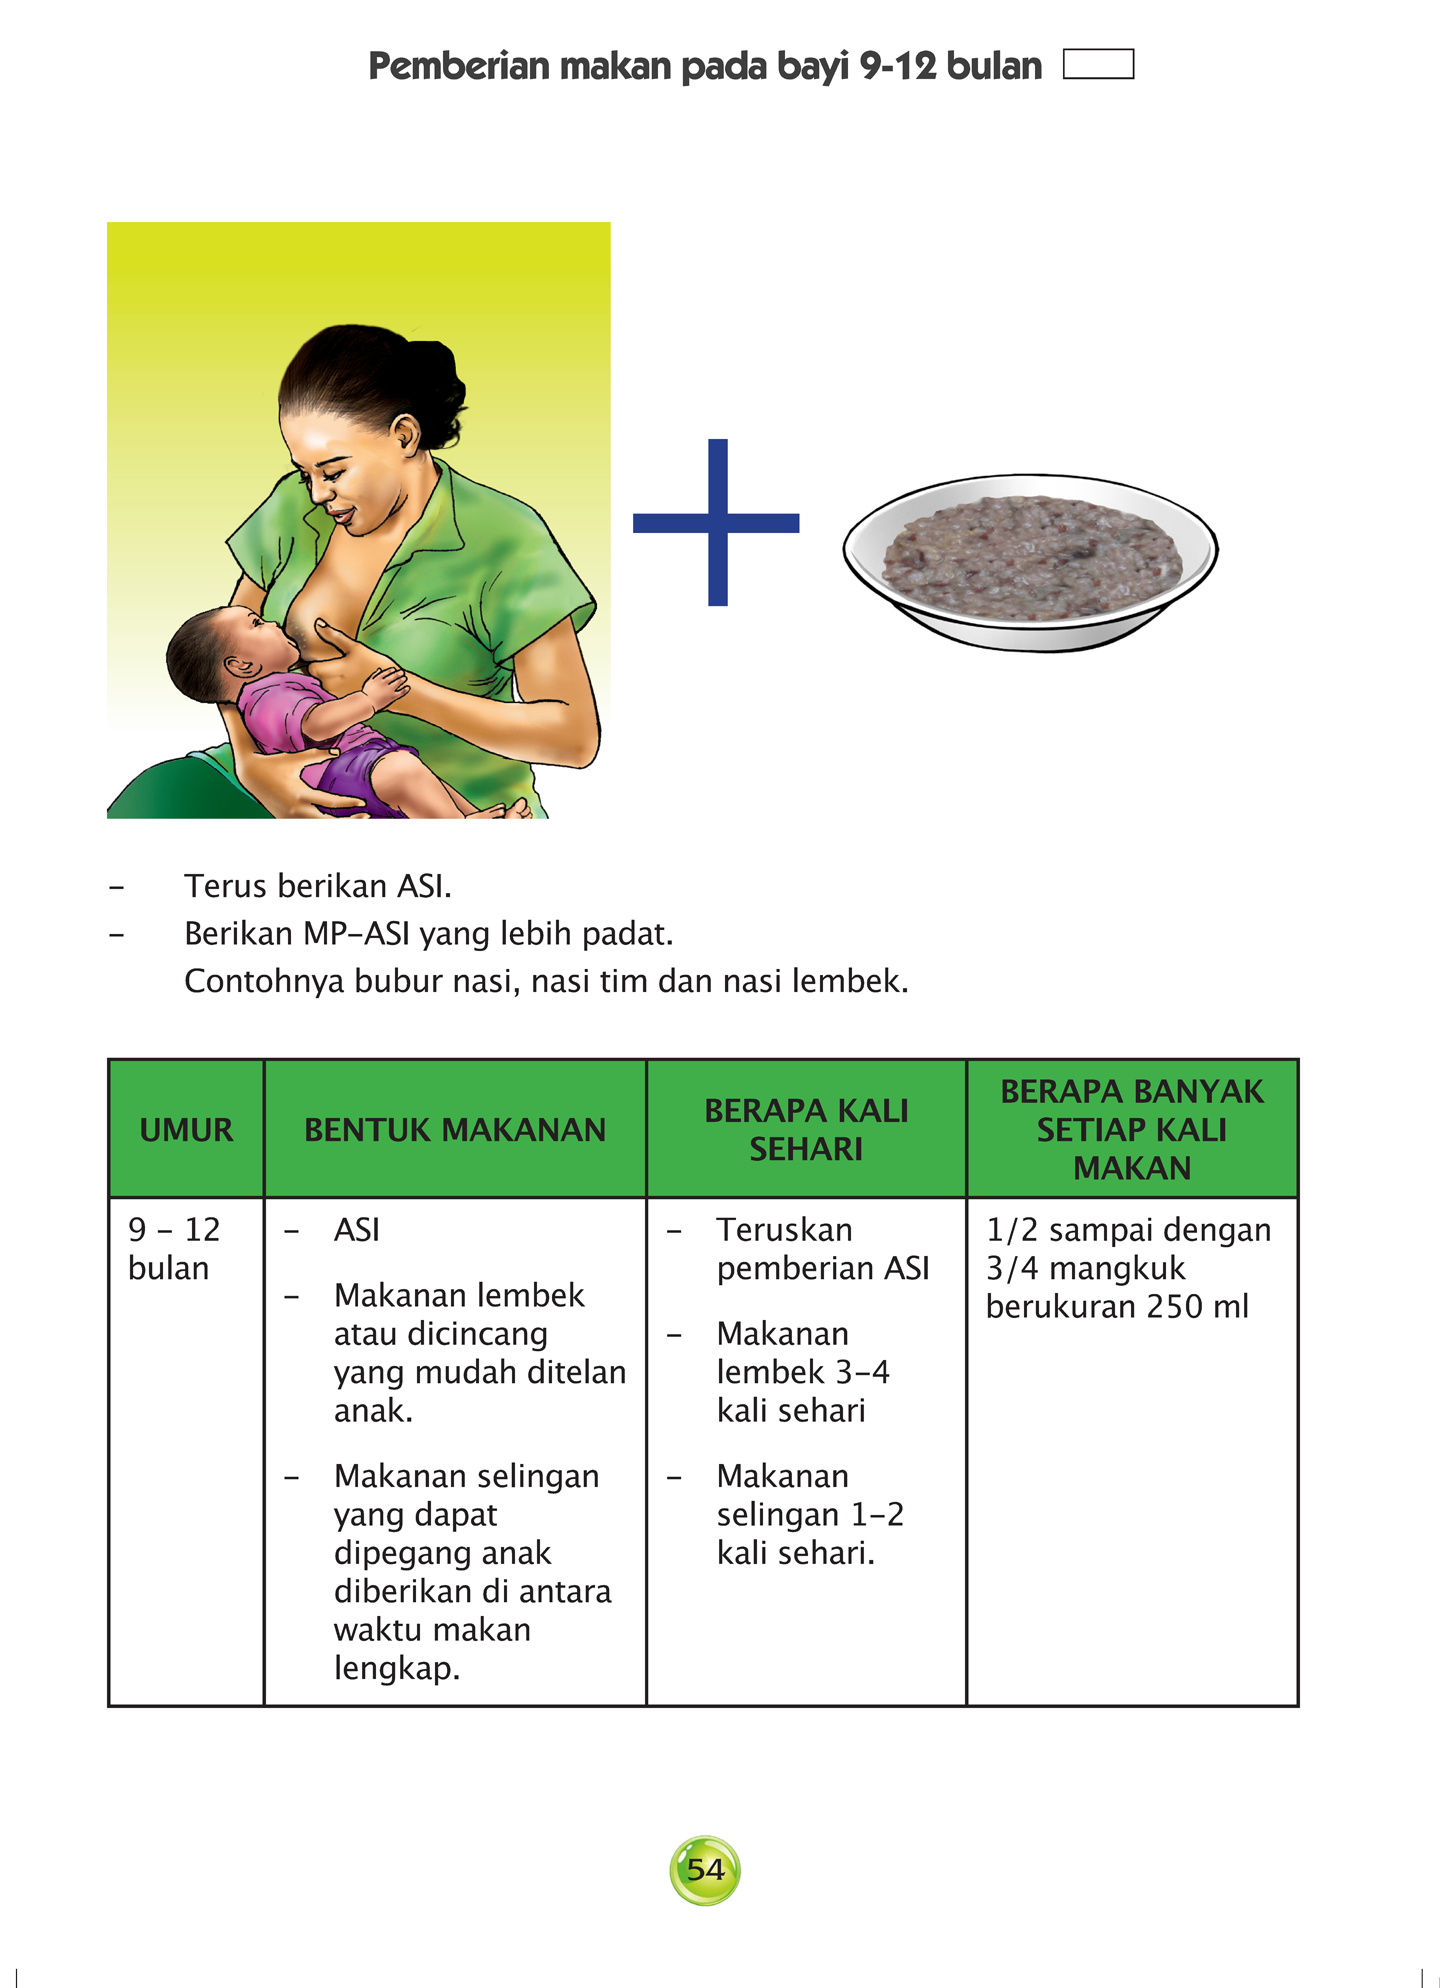 Pemberian makan pada bayi 9-12 bulan
– Terus berikan ASI.
– Berikan MP-ASI yang lebih padat.
Contohnya bubur nasi, nasi tim dan nasi lembek.
UMUR
BENTUK MAKANAN
BERAPA KALI
SEHARI
BERAPA BANYAK
SETIAP KALI
MAKAN
9 - 12
bulan
– ASI
– Makanan lembek
atau dicincang
yang mudah ditelan
anak.
– Makanan selingan
yang dapat
dipegang anak
diberikan di antara
waktu makan
lengkap.
– Teruskan
pemberian ASI
– Makanan
lembek 3-4
kali sehari
– Makanan
selingan 1-2
kali sehari.
1/2 sampai dengan
3/4 mangkuk
berukuran 250 ml
54